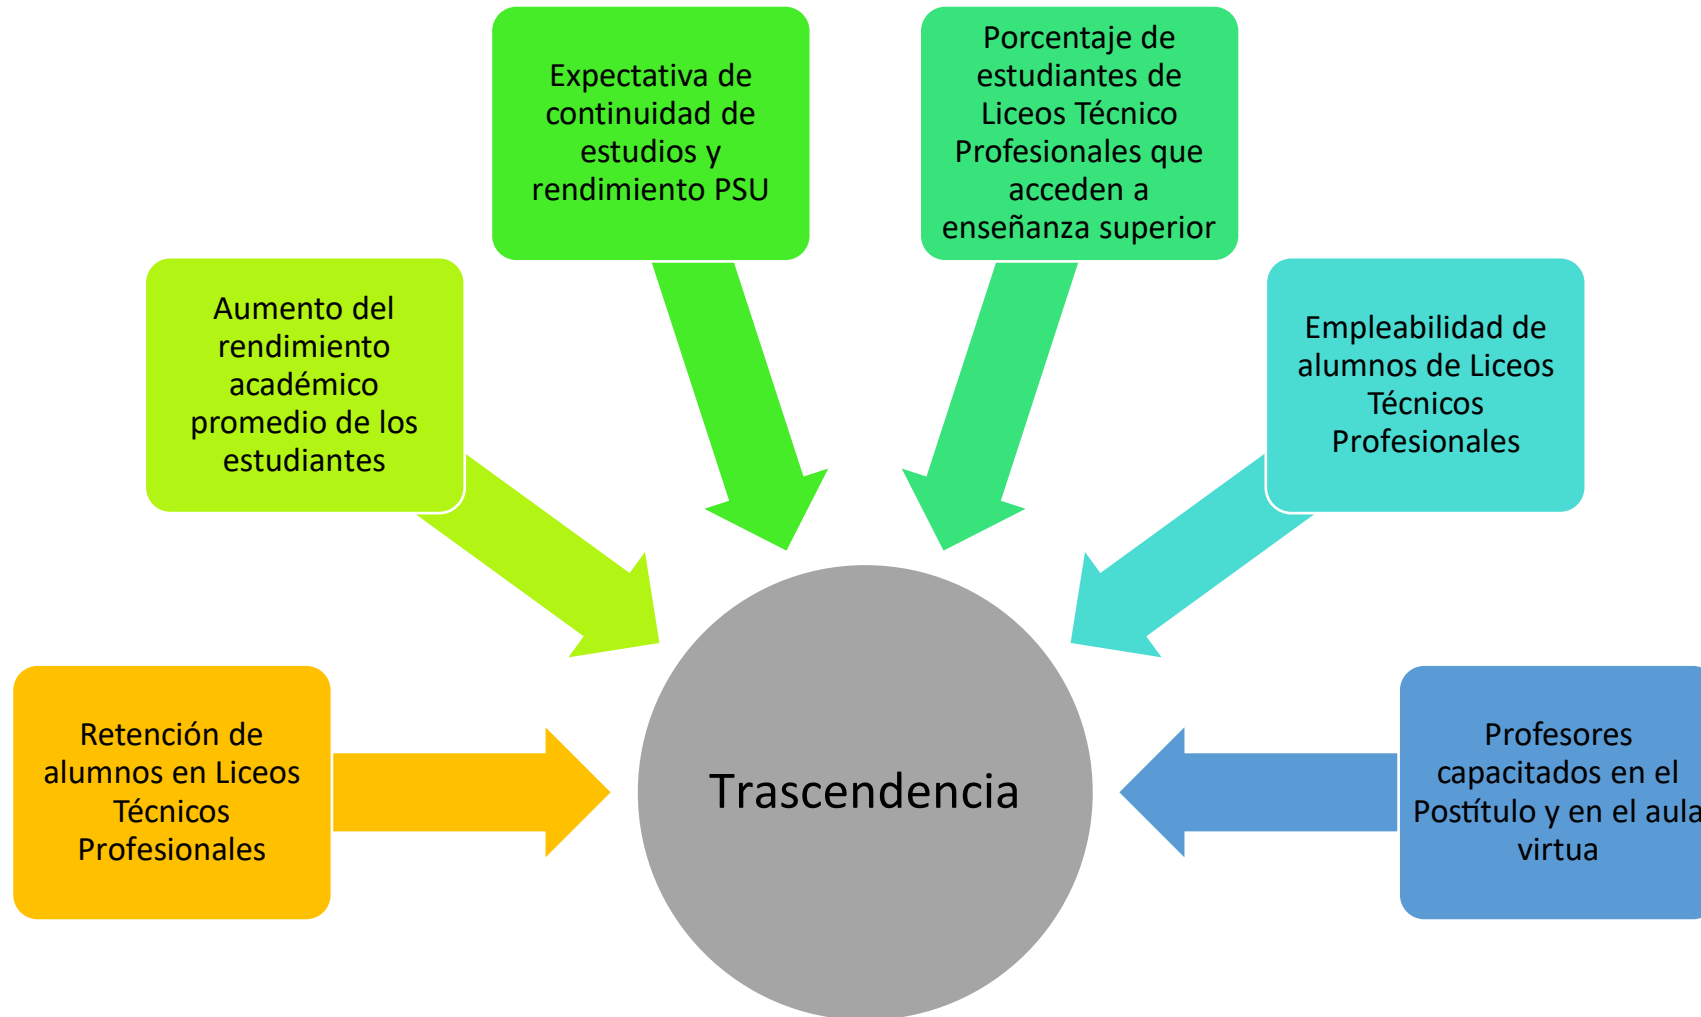 Expectativa de
continuidad de
estudios y
rendimiento PSU
Porcentaje de
estudiantes de
Liceos Técnico
Profesionales que
acceden a
enseñanza superior
Aumento del
rendimiento
académico
promedio de los
estudiantes
Empleabilidad de
alumnos de Liceos
Técnicos
Profesionales
Retención de
alumnos en Liceos
Técnicos
Profesionales
Trascendencia
Profesores
capacitados en el
Postítulo y en el aula
virtua